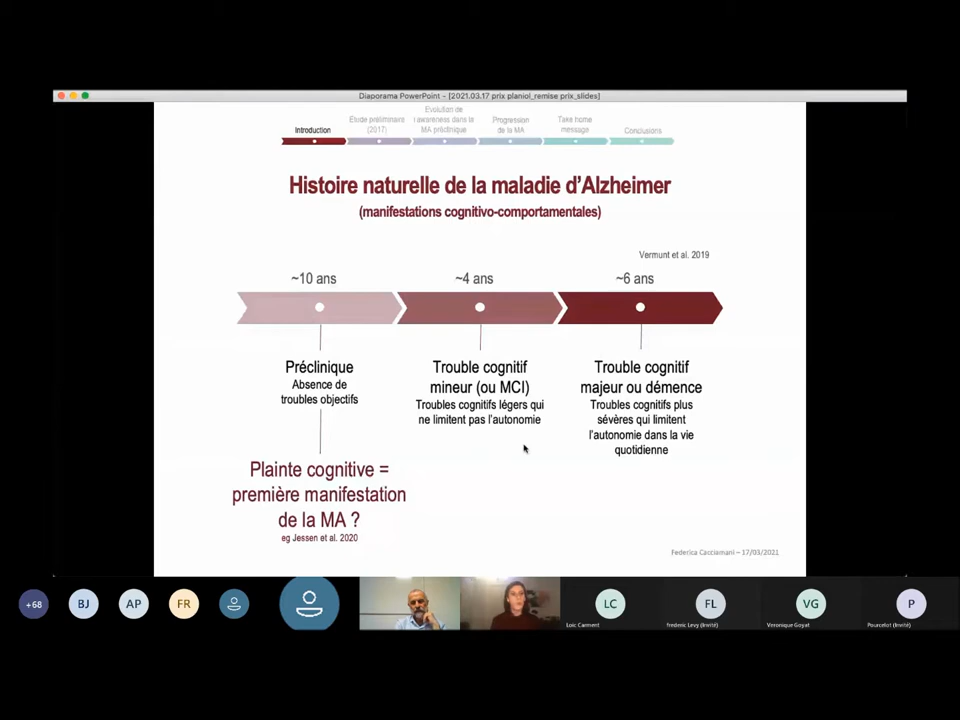 Diaporama PowerPoint - [2021.03.17 prix planiol_remise prix_slides]
Introduction
Etude préliminaire
(2017)
Evolution de
l'awareness dans la
MA préclinique
Progression
de la MA
Take home
message
Conclusions
Histoire naturelle de la maladie d'Alzheimer
(manifestations cognitivo-comportementales)
Vermunt et al. 2019
~10 ans
~4 ans
~6 ans
Préclinique
Absence de
troubles objectifs
Trouble cognitif
mineur (ou MCI)
Troubles cognitifs légers qui
ne limitent pas l'autonomie
Trouble cognitif
majeur ou démence
Troubles cognitifs plus
sévères qui limitent
l'autonomie dans la vie
quotidienne
Plainte cognitive =
première manifestation
de la MA ?
eg Jessen et al. 2020
Federica Cacciamani – 17/03/2021
+68
BJ
AP
FR
LC
FL
VG
P
Loic Carment
Frederic Levy (Invité)
Veronique Goyat
Pourcelot (Invité)